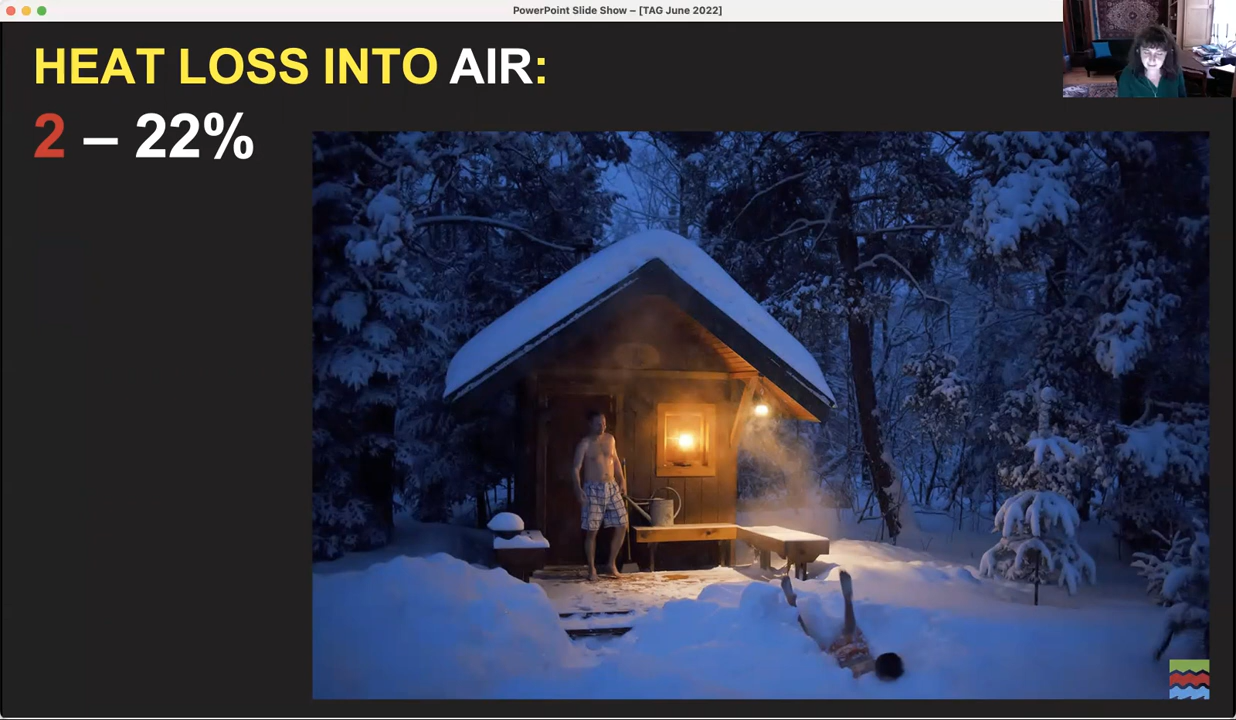 PowerPoint Slide Show – [TAG June 2022]
HEAT LOSS INTO AIR:
2 – 22%